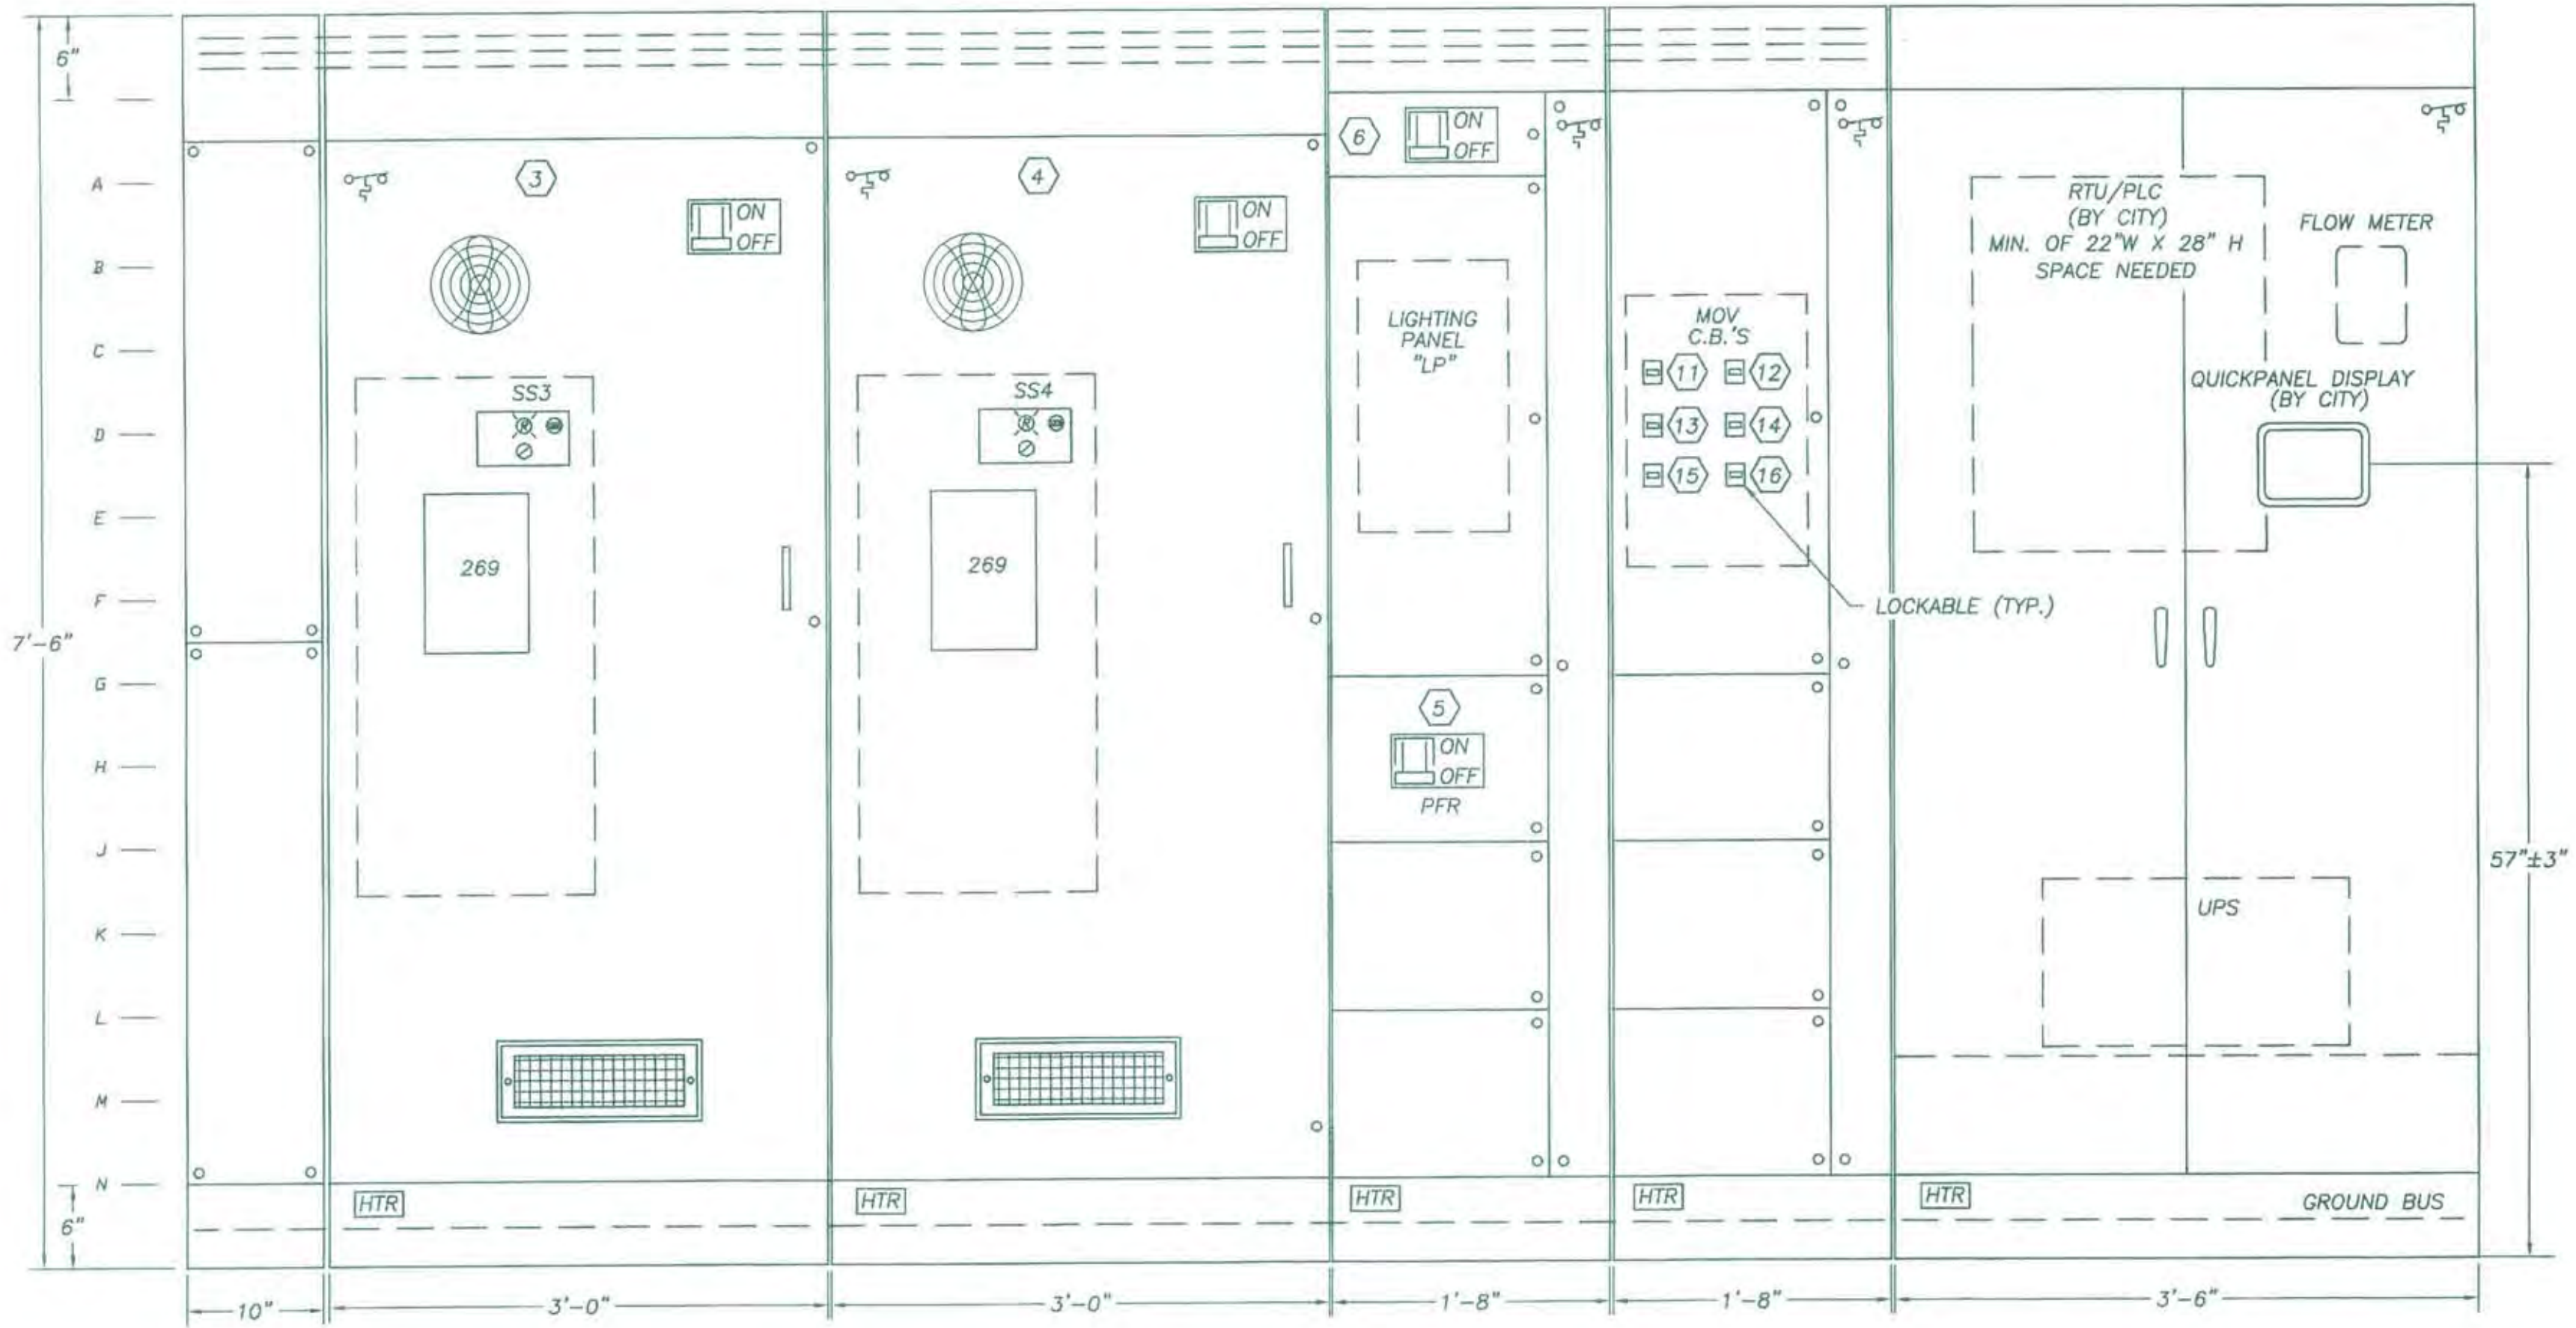 7'-6"
6"
A
B
C
D
E
F
G
H
J
K
L
M
N
6"
3
ON
OFF
SS3
R
269
HTR
4
ON
OFF
SS4
R
269
HTR
6
ON
OFF
LIGHTING
PANEL
"LP"
5
ON
OFF
PFR
HTR
MOV
C.B.'S
11 12
13 14
15 16
LOCKABLE (TYP.)
HTR
RTU/PLC
(BY CITY)
MIN. OF 22"W X 28" H
SPACE NEEDED
FLOW METER
QUICKPANEL DISPLAY
(BY CITY)
UPS
HTR
GROUND BUS
57"±3"
10" 3'-0" 3'-0" 1'-8" 1'-8" 3'-6"